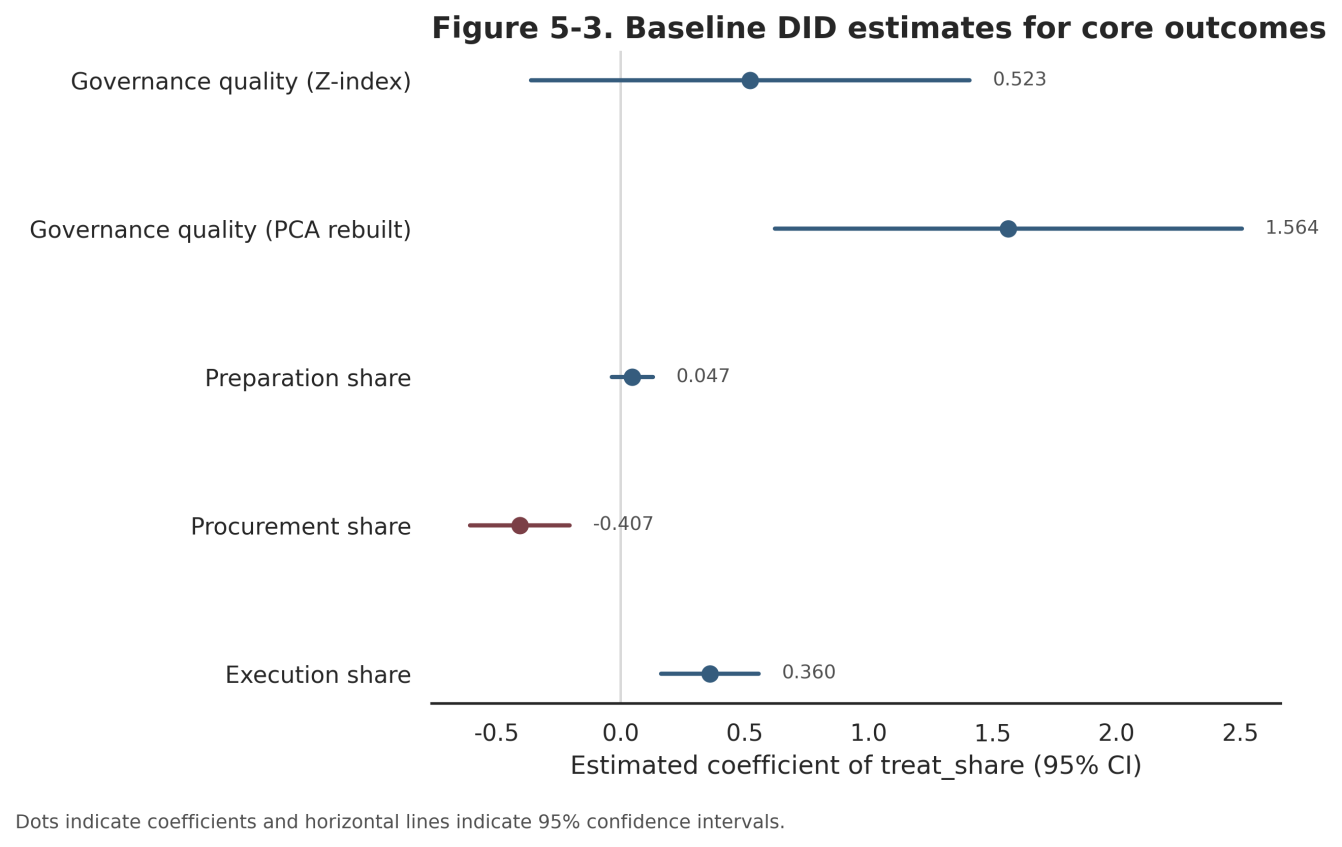 Figure 5-3. Baseline DID estimates for core outcomes
Governance quality (Z-index)
0.523
Governance quality (PCA rebuilt)
1.564
Preparation share
0.047
Procurement share
-0.407
Execution share
0.360
-0.5 0.0 0.5 1.0 1.5 2.0 2.5
Estimated coefficient of treat_share (95% CI)
Dots indicate coefficients and horizontal lines indicate 95% confidence intervals.